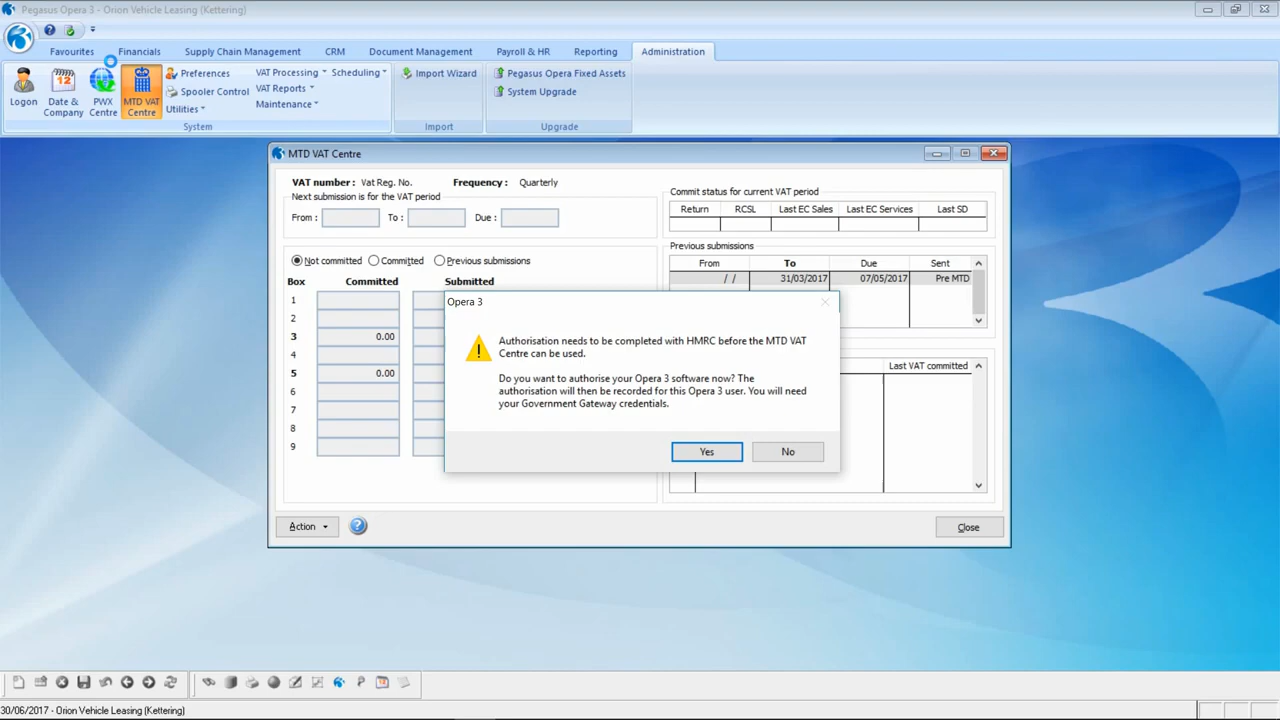 Pegasus Opera 3 - Orion Vehicle Leasing (Kettering)
Favourites Financials Supply Chain Management CRM Document Management Payroll & HR Reporting Administration
Logon
Date & Company
PWX Centre
MTD VAT Centre
Preferences
Spooler Control
Utilities
VAT Processing
VAT Reports
Maintenance
Scheduling
System
Import Wizard
Import
Pegasus Opera Fixed Assets
System Upgrade
Upgrade
MTD VAT Centre
VAT number : Vat Reg. No. Frequency : Quarterly
Next submission is for the VAT period
From : To : Due :
Not committed Committed Previous submissions
Box Committed Submitted
1
2
3 0.00
4
5 0.00
6
7
8
9
Commit status for current VAT period
Return RCSL Last EC Sales Last EC Services Last SD
Previous submissions
From To Due Sent
/ / 31/03/2017 07/05/2017 Pre MTD
Last VAT committed
Opera 3
Authorisation needs to be completed with HMRC before the MTD VAT
Centre can be used.
Do you want to authorise your Opera 3 software now? The
authorisation will then be recorded for this Opera 3 user. You will need
your Government Gateway credentials.
Yes No
Action Close
30/06/2017 - Orion Vehicle Leasing (Kettering)